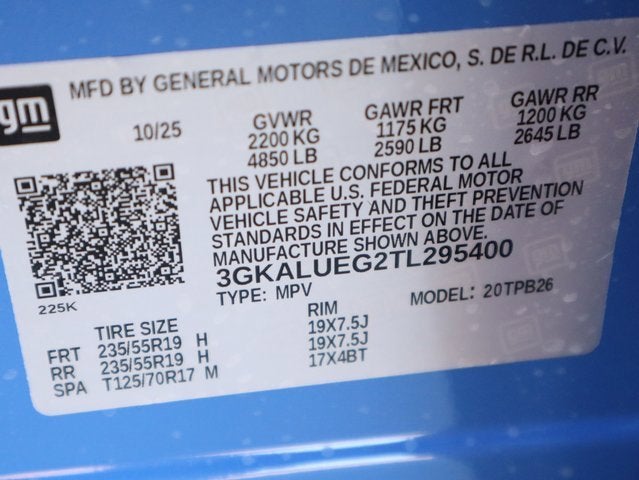 gm
MFD BY GENERAL MOTORS DE MEXICO, S. DE R.L. DE C.V.
10/25 GVWR GAWR FRT GAWR RR
2200 KG 1175 KG 1200 KG
4850 LB 2590 LB 2645 LB
THIS VEHICLE CONFORMS TO ALL
APPLICABLE U.S. FEDERAL MOTOR
VEHICLE SAFETY AND THEFT PREVENTION
STANDARDS IN EFFECT ON THE DATE OF
MANUFACTURE SHOWN ABOVE.
3GKALUEG2TL295400
225K
TYPE: MPV MODEL: 20TPB26
TIRE SIZE RIM
FRT 235/55R19 H 19X7.5J
RR 235/55R19 H 19X7.5J
SPA T125/70R17 M 17X4BT